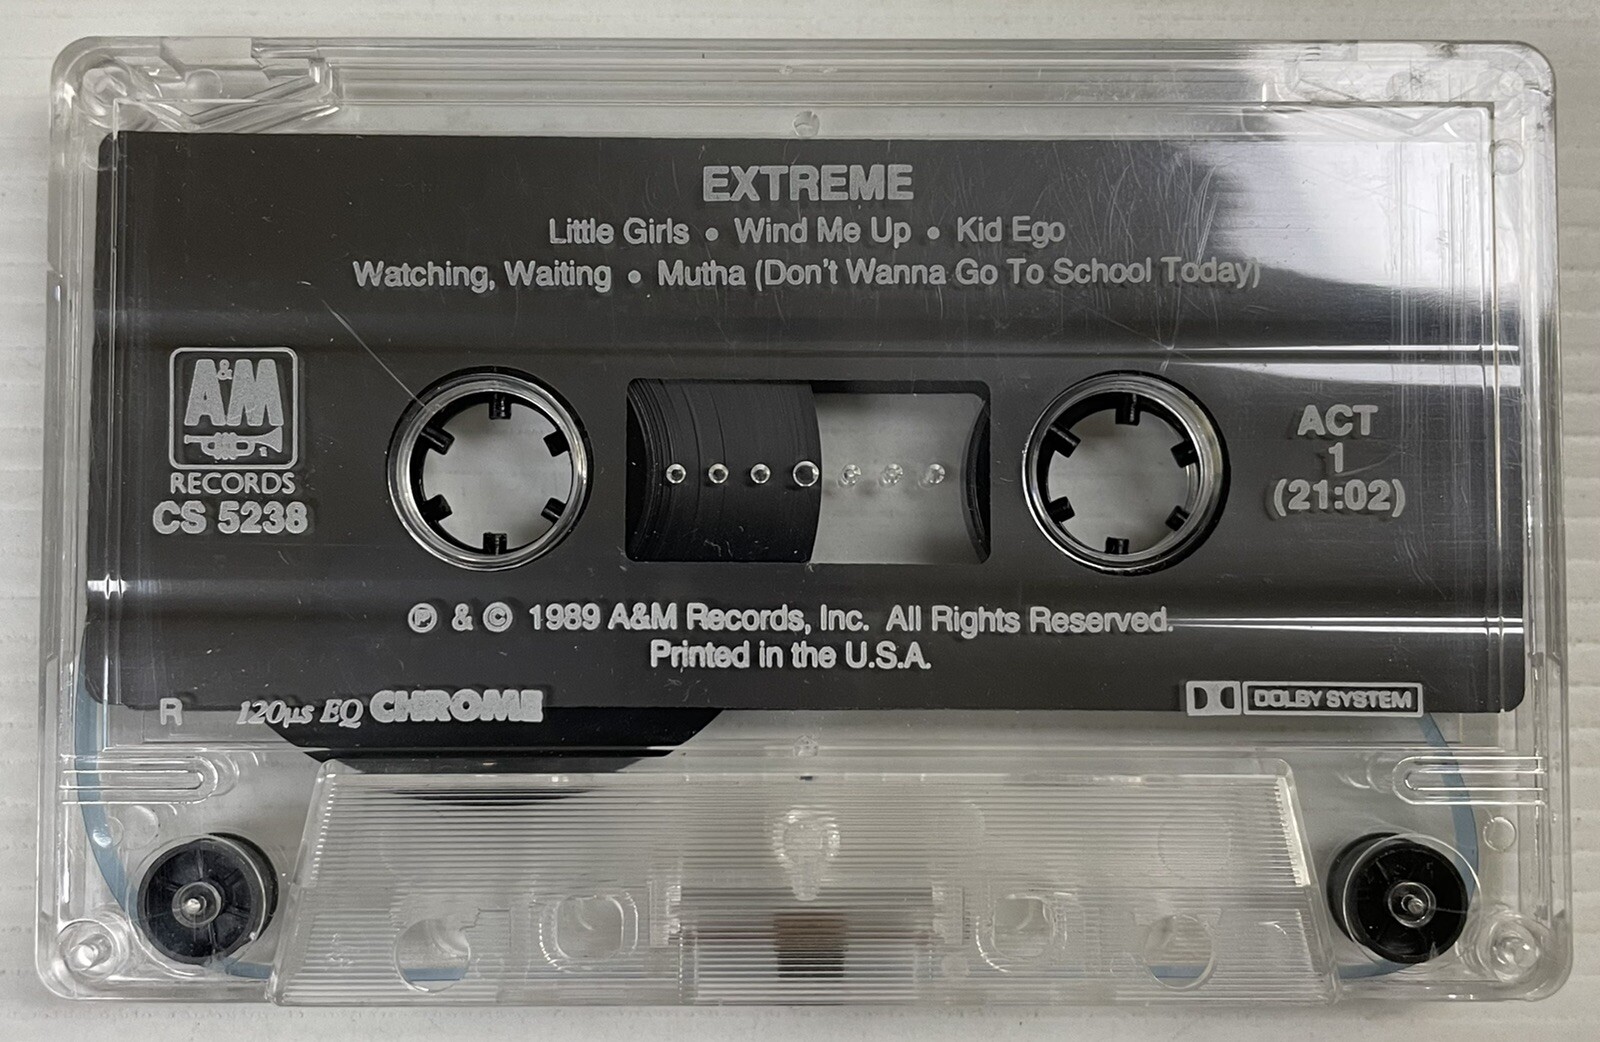 EXTREME
Little Girls • Wind Me Up • Kid Ego
Watching, Waiting • Mutha (Don't Wanna Go To School Today)
A&M
RECORDS
CS 5238
ACT
1
(21:02)
℗ & © 1989 A&M Records, Inc. All Rights Reserved.
Printed in the U.S.A.
R 120µs EQ CHROME
DOLBY SYSTEM